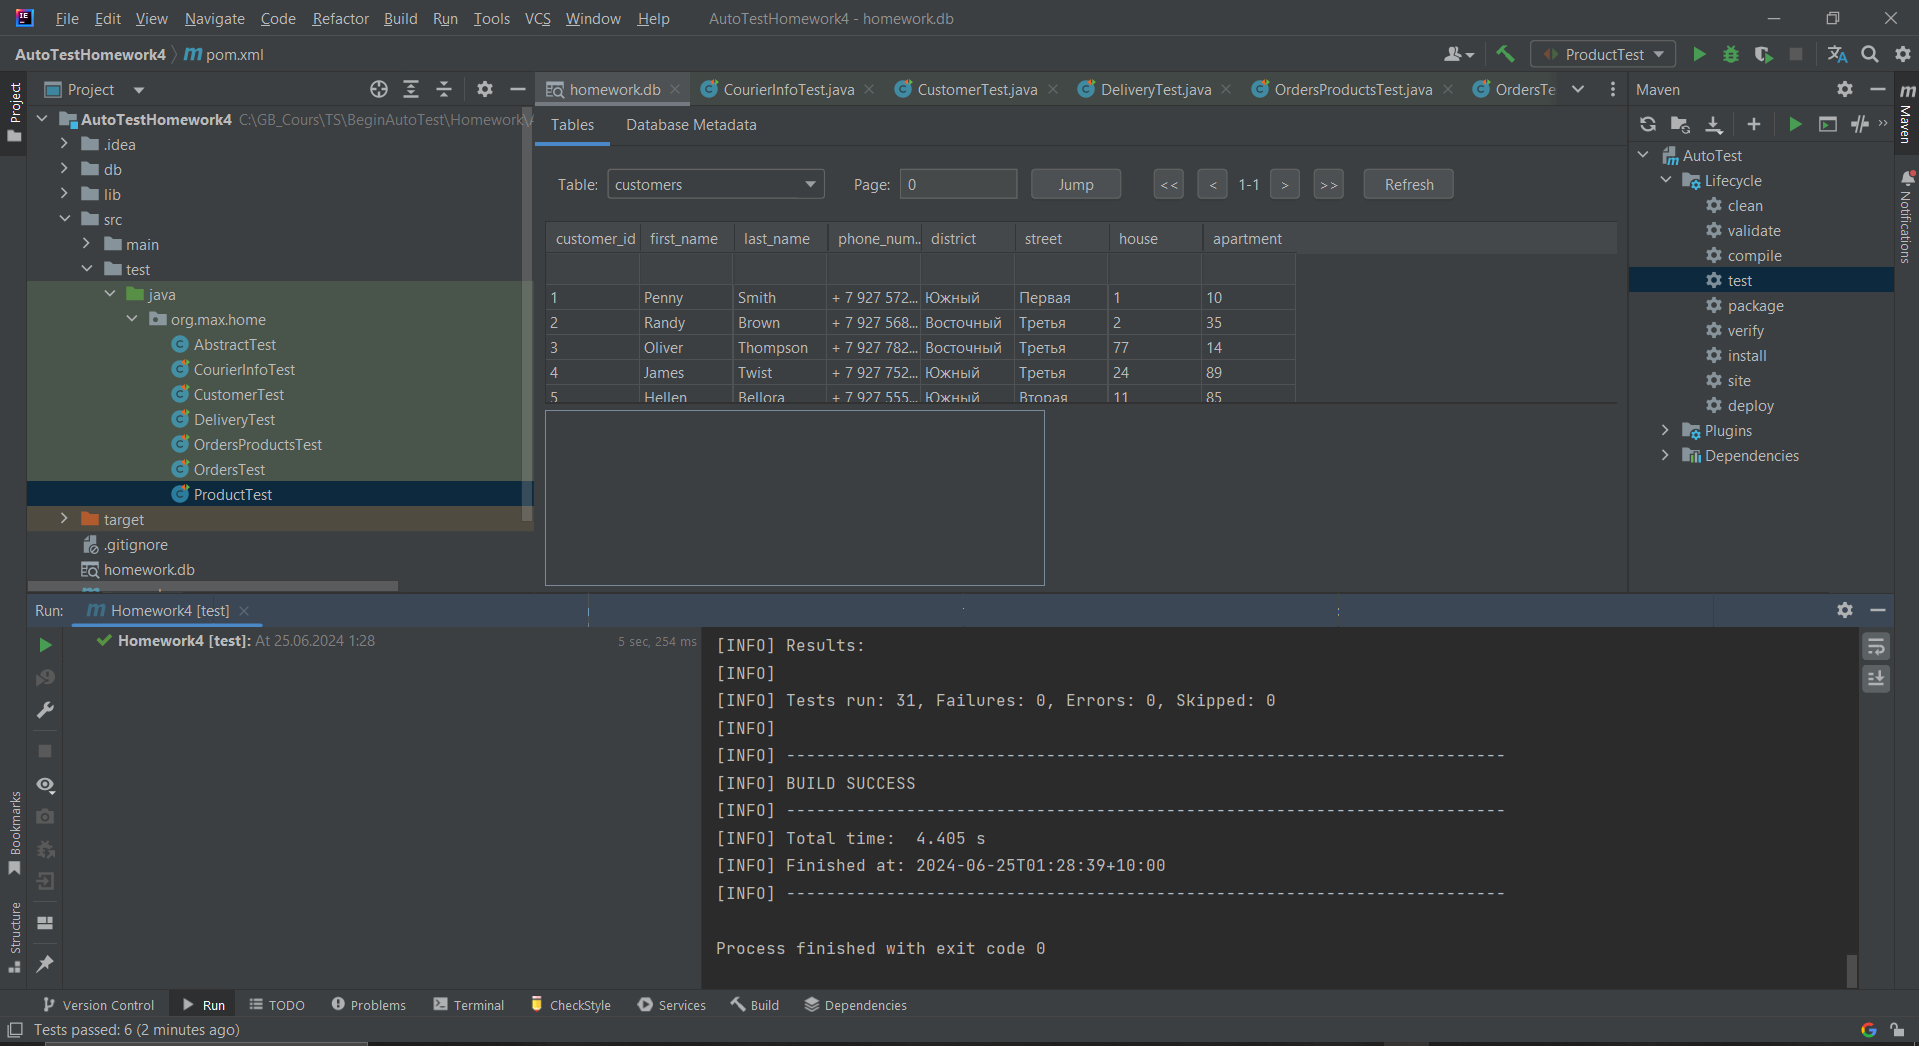 File Edit View Navigate Code Refactor Build Run Tools VCS Window Help AutoTestHomework4 - homework.db
AutoTestHomework4 pom.xml ProductTest
Project
Project
AutoTestHomework4 C:\GB_Cours\TS\BeginAutoTest\Homework\
.idea
db
lib
src
main
test
java
org.max.home
AbstractTest
CourierInfoTest
CustomerTest
DeliveryTest
OrdersProductsTest
OrdersTest
ProductTest
target
.gitignore
homework.db
homework.db CourierInfoTest.java CustomerTest.java DeliveryTest.java OrdersProductsTest.java OrdersTe
Tables Database Metadata
Table: customers Page: 0 Jump << < 1-1 > >> Refresh
customer_id first_name last_name phone_num... district street house apartment
1 Penny Smith + 7 927 572... Южный Первая 1 10
2 Randy Brown + 7 927 568... Восточный Третья 2 35
3 Oliver Thompson + 7 927 782... Восточный Третья 77 14
4 James Twist + 7 927 752... Южный Третья 24 89
5 Hellen Bellora + 7 927 555... Южный Вторая 11 85
Maven
AutoTest
Lifecycle
clean
validate
compile
test
package
verify
install
site
deploy
Plugins
Dependencies
Maven
Notifications
Run: Homework4 [test]
Homework4 [test]: At 25.06.2024 1:28 5 sec, 254 ms
[INFO] Results:
[INFO]
[INFO] Tests run: 31, Failures: 0, Errors: 0, Skipped: 0
[INFO]
[INFO] ------------------------------------------------------------------------
[INFO] BUILD SUCCESS
[INFO] ------------------------------------------------------------------------
[INFO] Total time:  4.405 s
[INFO] Finished at: 2024-06-25T01:28:39+10:00
[INFO] ------------------------------------------------------------------------
Process finished with exit code 0
Bookmarks
Structure
Version Control Run TODO Problems Terminal CheckStyle Services Build Dependencies
Tests passed: 6 (2 minutes ago)